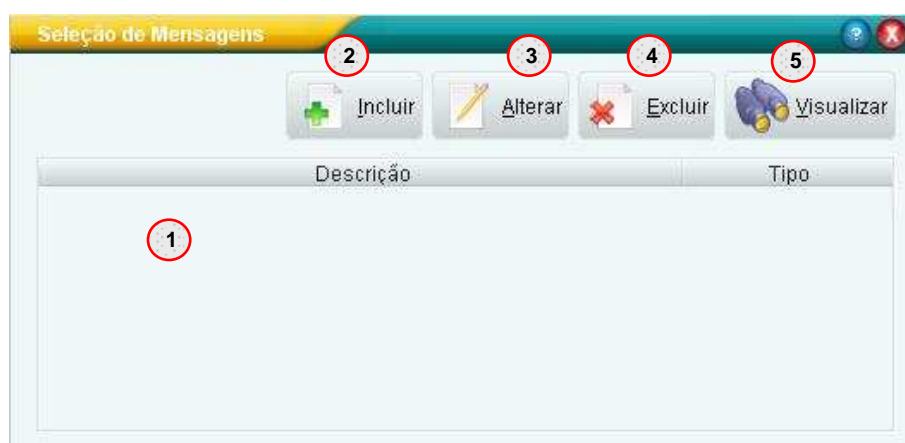 Seleção de Mensagens ?
2 3 4 5
Incluir Alterar Excluir Visualizar
Descrição Tipo
1